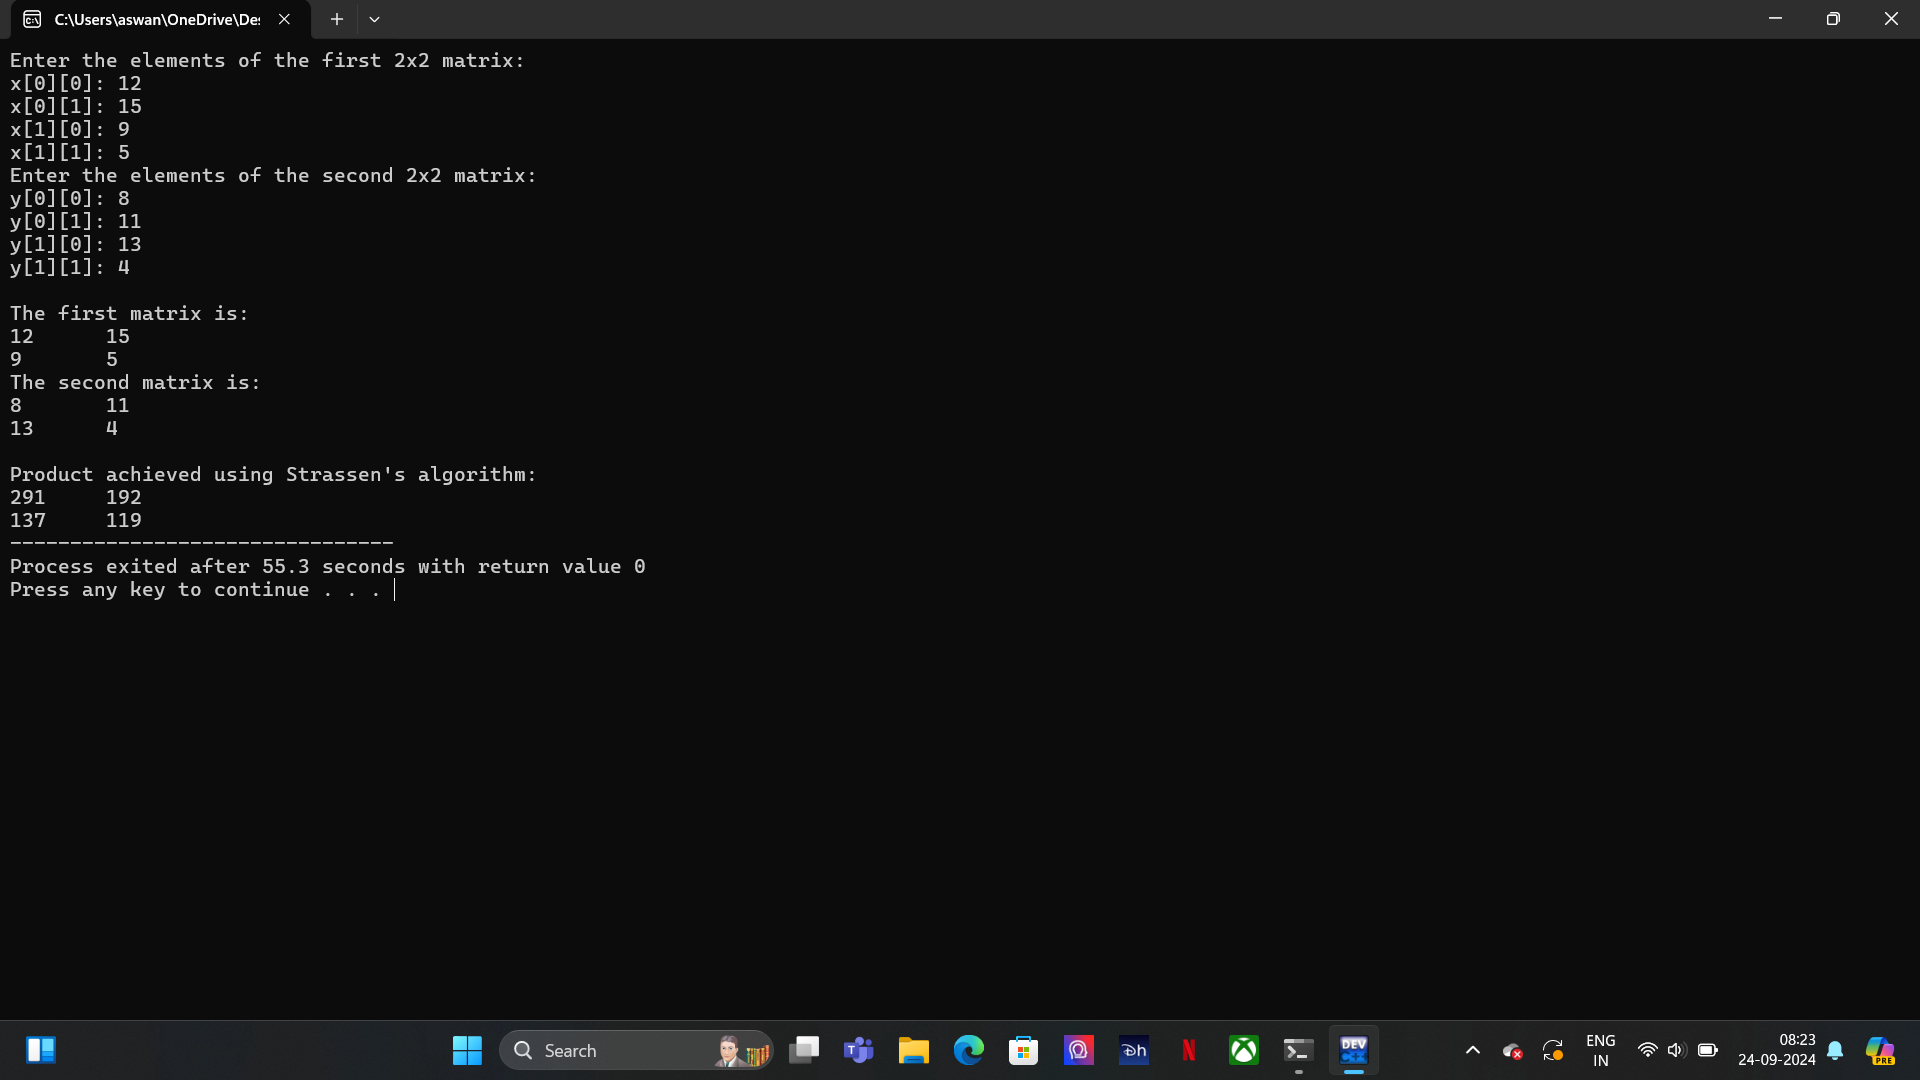 C:\Users\aswan\OneDrive\Des
Enter the elements of the first 2x2 matrix:
x[0][0]: 12
x[0][1]: 15
x[1][0]: 9
x[1][1]: 5
Enter the elements of the second 2x2 matrix:
y[0][0]: 8
y[0][1]: 11
y[1][0]: 13
y[1][1]: 4
The first matrix is:
12 15
9 5
The second matrix is:
8 11
13 4
Product achieved using Strassen's algorithm:
291 192
137 119
--------------------------------
Process exited after 55.3 seconds with return value 0
Press any key to continue . . .
Search
T
Dh
N
DEV
C++
ENG
IN
08:23
24-09-2024
PRE